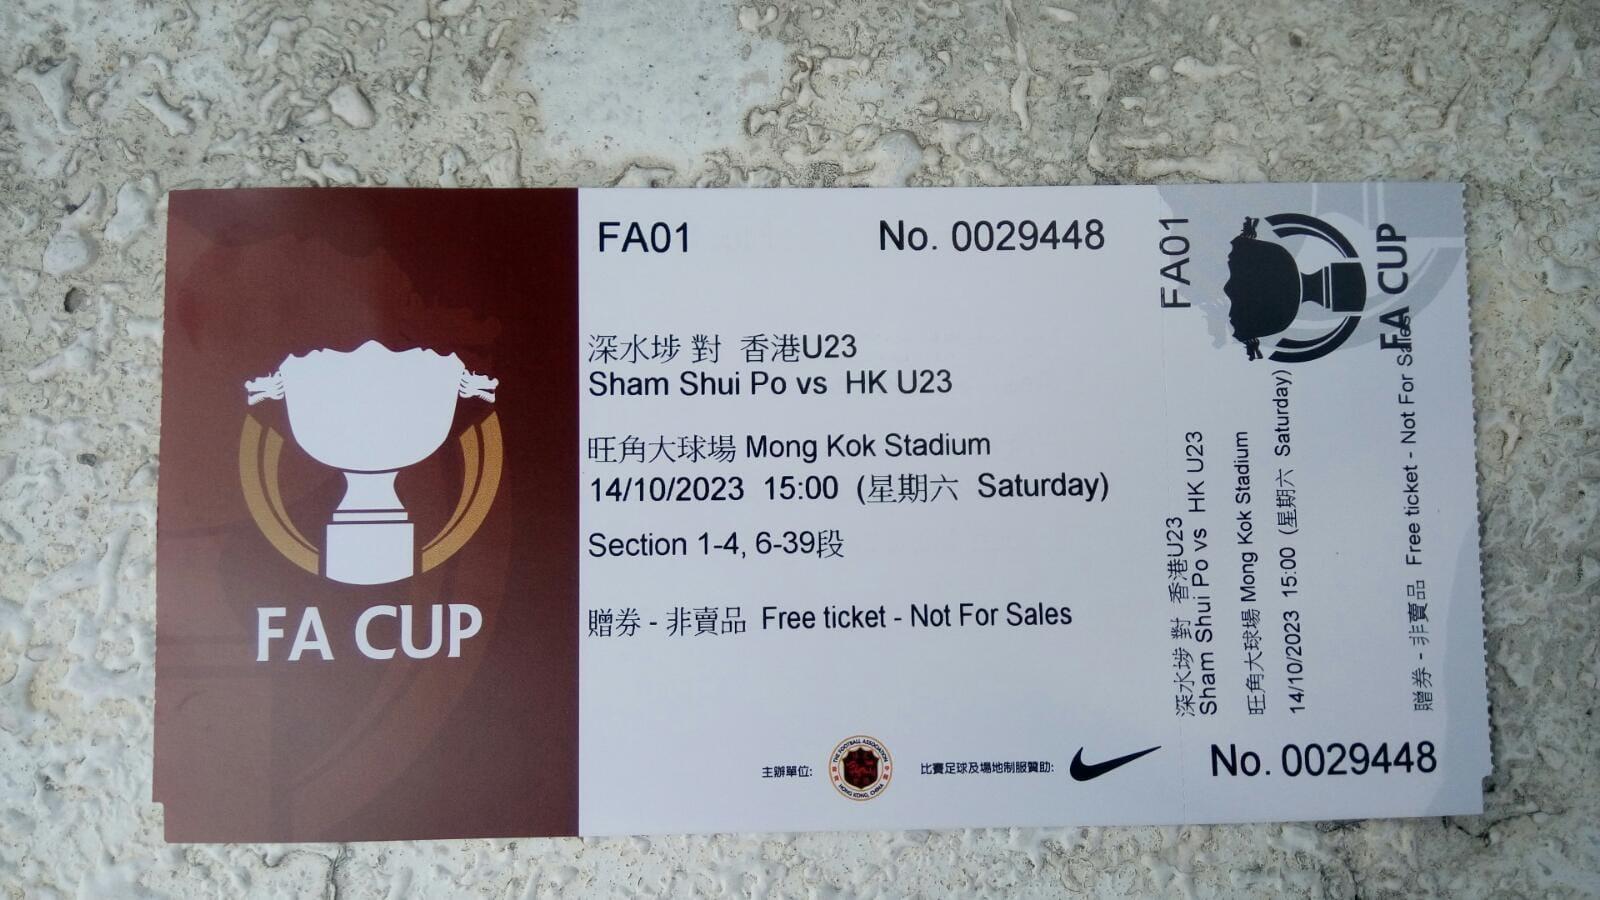 FA CUP
FA01
No. 0029448
深水埗 對 香港U23
Sham Shui Po vs HK U23
旺角大球場 Mong Kok Stadium
14/10/2023 15:00 (星期六 Saturday)
Section 1-4, 6-39段
贈券 - 非賣品 Free ticket - Not For Sales
主辦單位:
THE FOOTBALL ASSOCIATION
HONG KONG, CHINA
比賽足球及場地制服贊助:
FA01
FA CUP
深水埗 對 香港U23
Sham Shui Po vs HK U23
旺角大球場 Mong Kok Stadium
14/10/2023 15:00 (星期六 Saturday)
贈券 - 非賣品 Free ticket - Not For Sales
No. 0029448